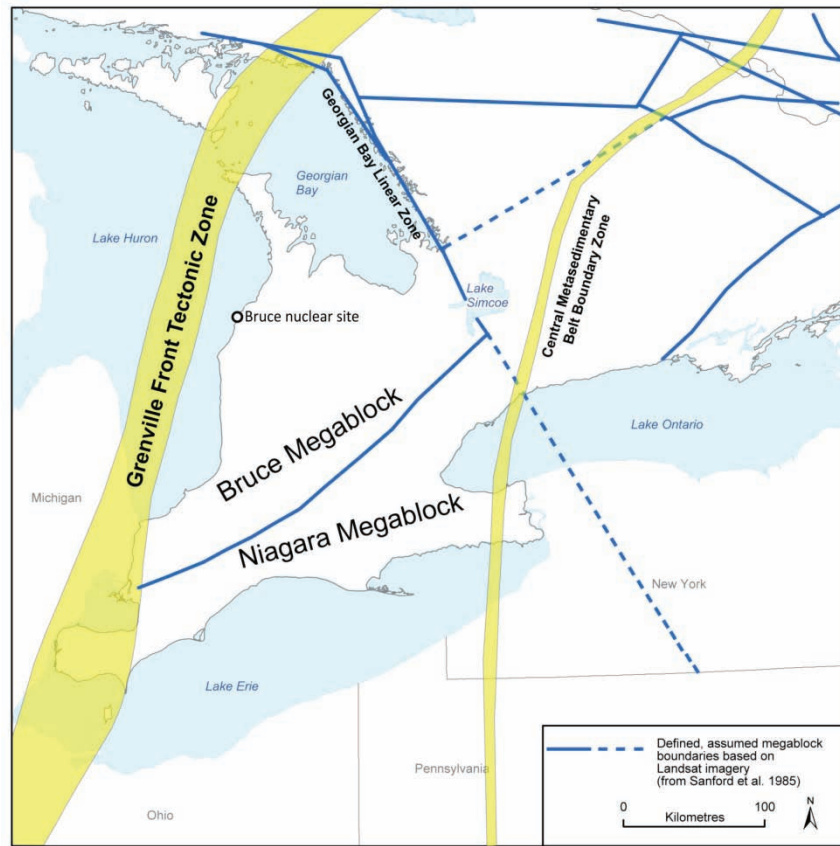 Georgian
Bay
Georgian Bay Linear Zone
Lake Huron
Grenville Front Tectonic Zone
Lake
Simcoe
Central Metasedimentary
Belt Boundary Zone
Bruce nuclear site
Bruce Megablock
Lake Ontario
Michigan
Niagara Megablock
New York
Lake Erie
Pennsylvania
Ohio
Defined, assumed megablock
boundaries based on
Landsat imagery
(from Sanford et al. 1985)
0 100
Kilometres
N